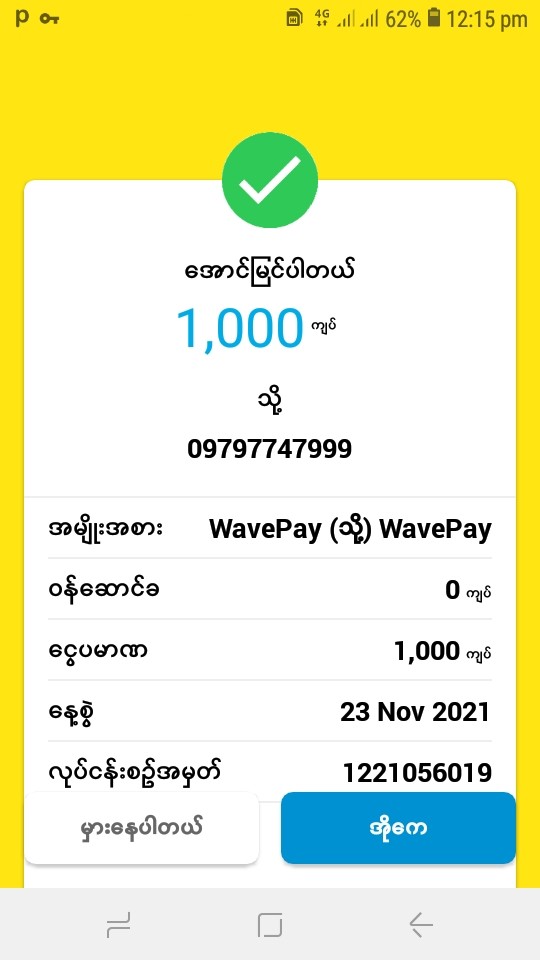 4G 62% 12:15 pm
အောင်မြင်ပါတယ်
1,000 ကျပ်
သို့
09797747999
အမျိုးအစား WavePay (သို့) WavePay
ဝန်ဆောင်ခ 0 ကျပ်
ငွေပမာဏ 1,000 ကျပ်
နေ့စွဲ 23 Nov 2021
လုပ်ငန်းစဉ်အမှတ် 1221056019
မှားနေပါတယ် အိုကေ